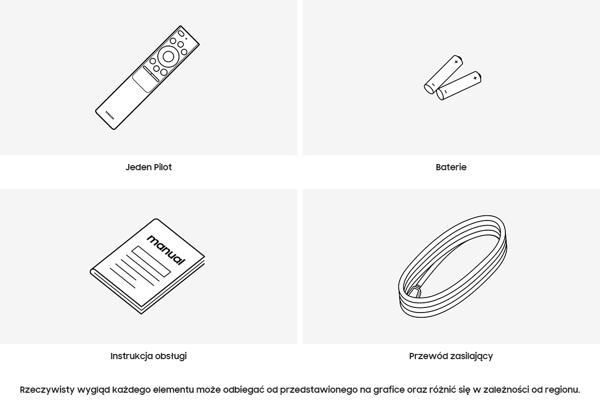 Jeden Pilot
Baterie
manual
Instrukcja obsługi
Przewód zasilający
Rzeczywisty wygląd każdego elementu może odbiegać od przedstawionego na grafice oraz różnić się w zależności od regionu.